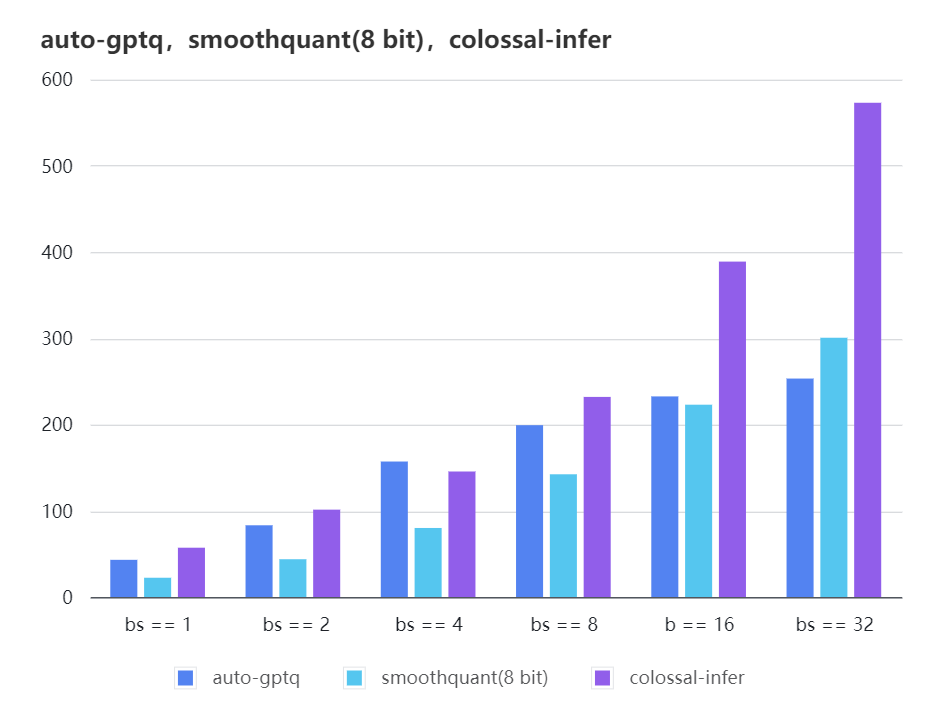 auto-gptq，smoothquant(8 bit)，colossal-infer
600
500
400
300
200
100
0
bs == 1 bs == 2 bs == 4 bs == 8 b == 16 bs == 32
auto-gptq smoothquant(8 bit) colossal-infer